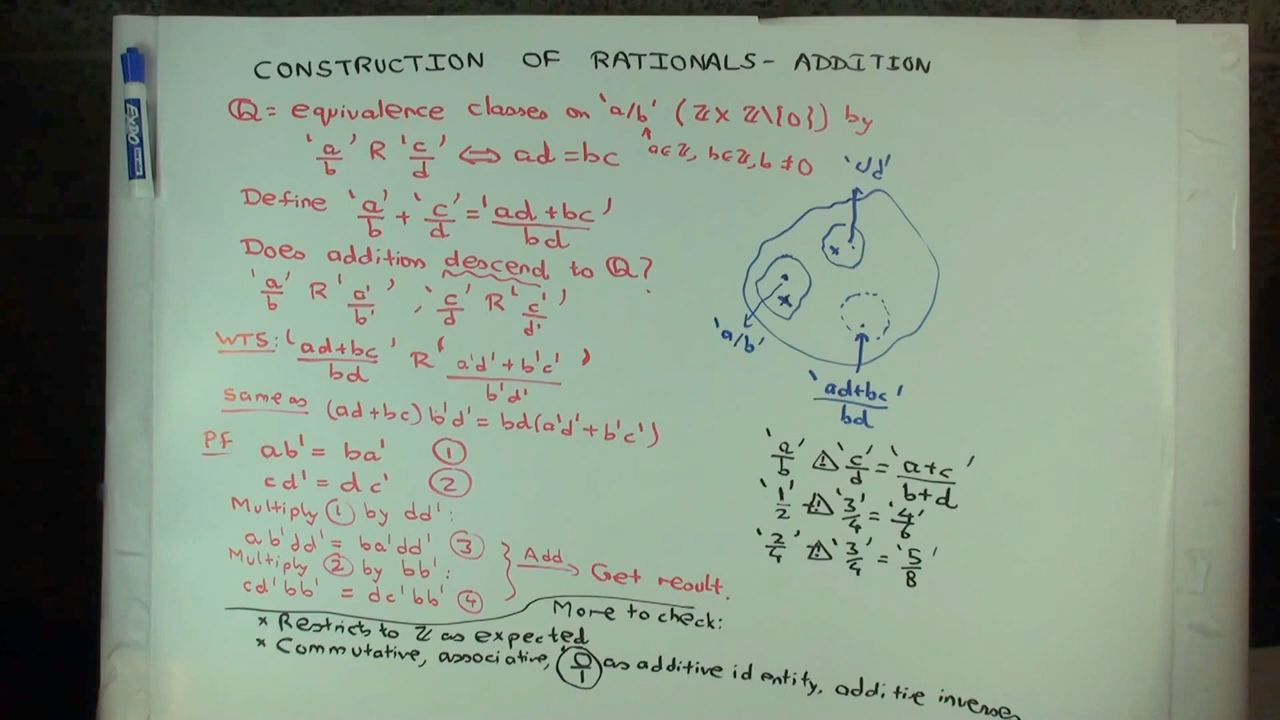 CONSTRUCTION OF RATIONALS - ADDITION
EXPO
ℚ = equivalence classes on 'a/b' (ℤ × ℤ\{0}) by
'a/b' R 'c/d' ⟺ ad = bc ↑ a∈ℤ, b∈ℤ, b ≠ 0
Define 'a/b' + 'c/d' = '(ad + bc)/bd'
Does addition descend to ℚ?
'a/b' R 'a'/b'', 'c/d' R 'c'/d''
WTS: '(ad+bc)/bd' R '(a'd' + b'c')/b'd''
Same as (ad+bc) b'd' = bd(a'd' + b'c')
PF ab' = ba' ①
cd' = dc' ②
Multiply ① by dd':
ab'dd' = ba'dd' ③
Multiply ② by bb':
cd'bb' = dc'bb' ④
Add → Get result.
More to check:
* Restricts to ℤ as expected
* Commutative, associative, '0/1 as additive identity, additive inverses
'c/d'
'a/b'
'(ad+bc)/bd'
'a/b' ⚠ 'c/d' = '(a+c)/(b+d)'
'1/2' ⚠ '3/4' = '4/6'
'2/4' ⚠ '3/4' = '5/8'